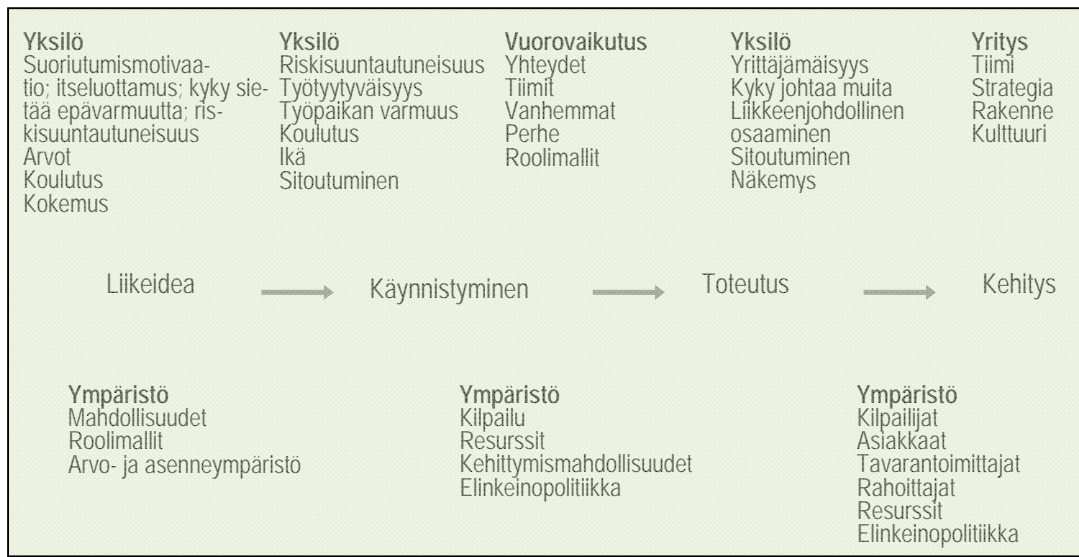 Yksilö
Suoriutumismotivaa-
tio; itseluottamus; kyky sie-
tää epävarmuutta; ris-
kisuuntautuneisuus
Arvot
Koulutus
Kokemus
Yksilö
Riskisuuntautuneisuus
Työtyytyväisyys
Työpaikan varmuus
Koulutus
Ikä
Sitoutuminen
Vuorovaikutus
Yhteydet
Tiimit
Vanhemmat
Perhe
Roolimallit
Yksilö
Yrittäjämäisyys
Kyky johtaa muita
Liikkeenjohdollinen
osaaminen
Sitoutuminen
Näkemys
Yritys
Tiimi
Strategia
Rakenne
Kulttuuri
Liikeidea
Käynnistyminen
Toteutus
Kehitys
Ympäristö
Mahdollisuudet
Roolimallit
Arvo- ja asenneympäristö
Ympäristö
Kilpailu
Resurssit
Kehittymismahdollisuudet
Elinkeinopolitiikka
Ympäristö
Kilpailijat
Asiakkaat
Tavarantoimittajat
Rahoittajat
Resurssit
Elinkeinopolitiikka